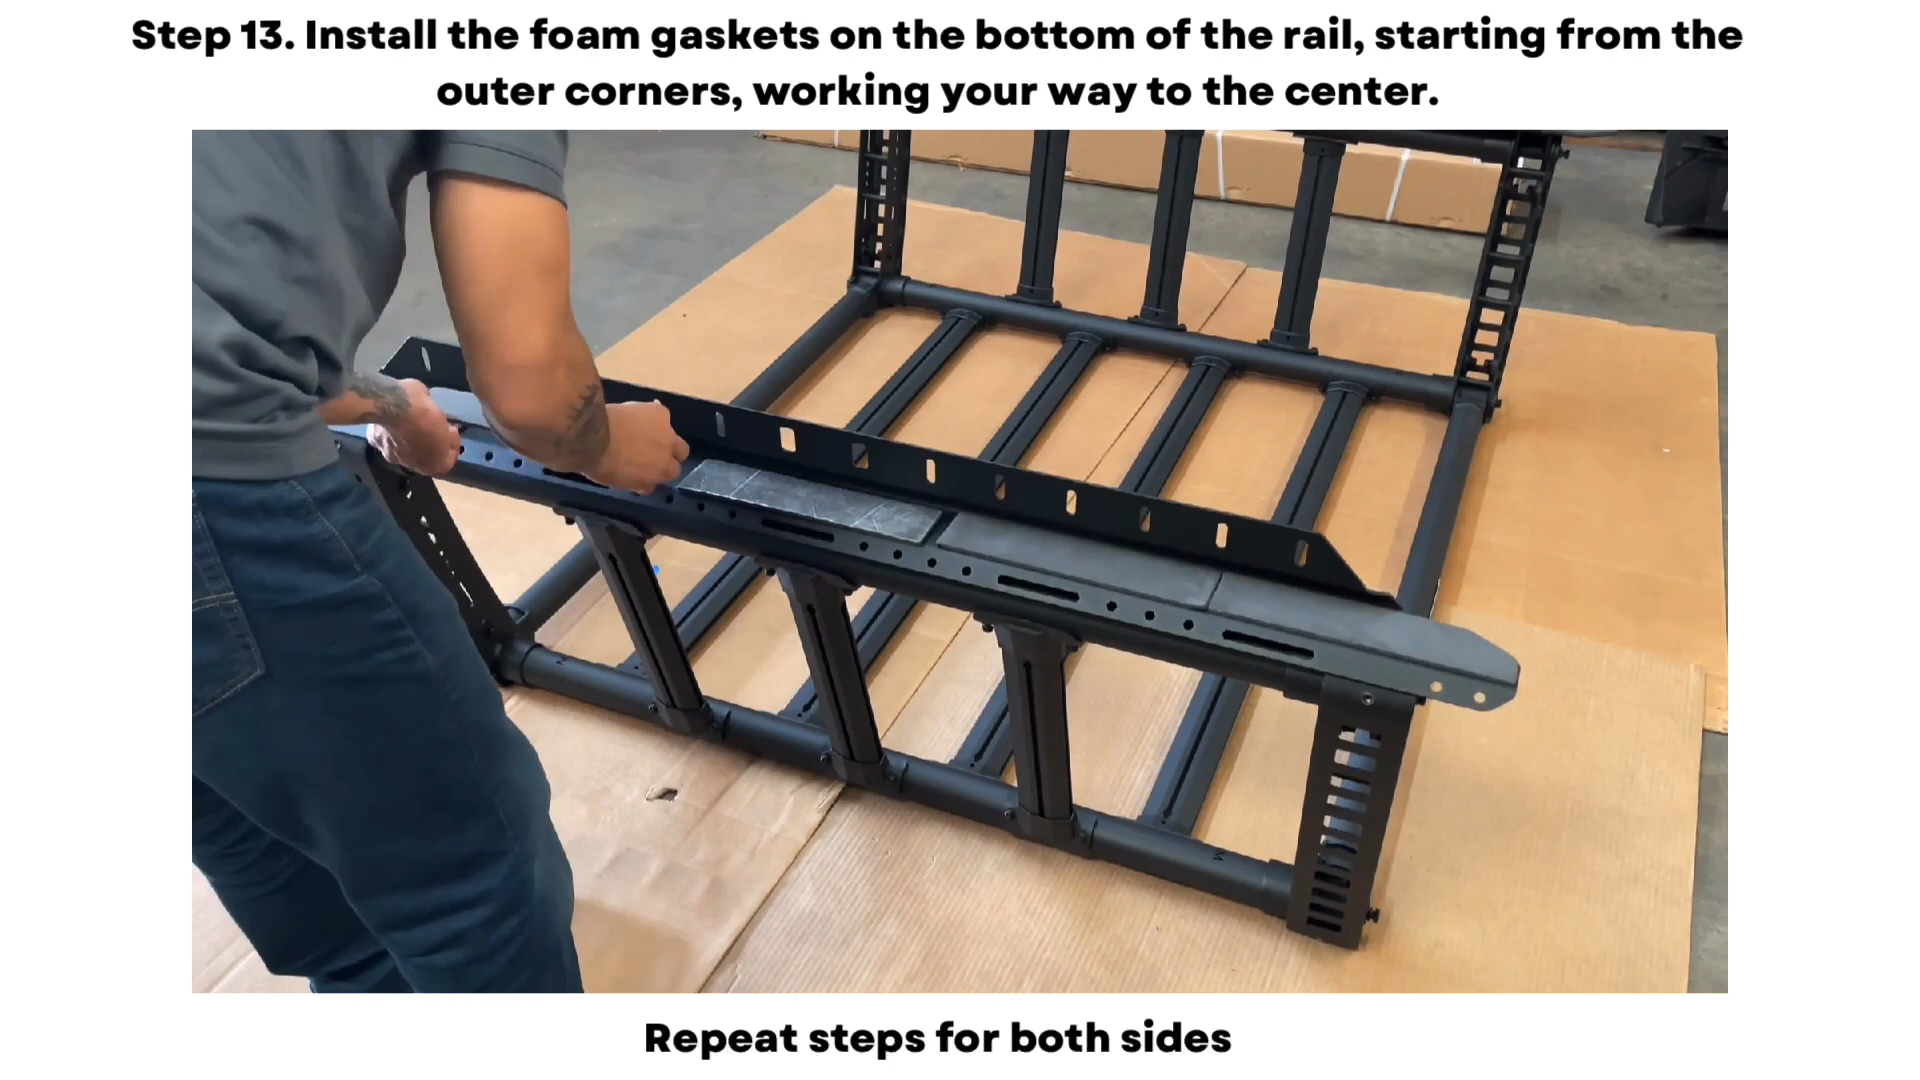 Step 13. Install the foam gaskets on the bottom of the rail, starting from the
outer corners, working your way to the center.
Repeat steps for both sides